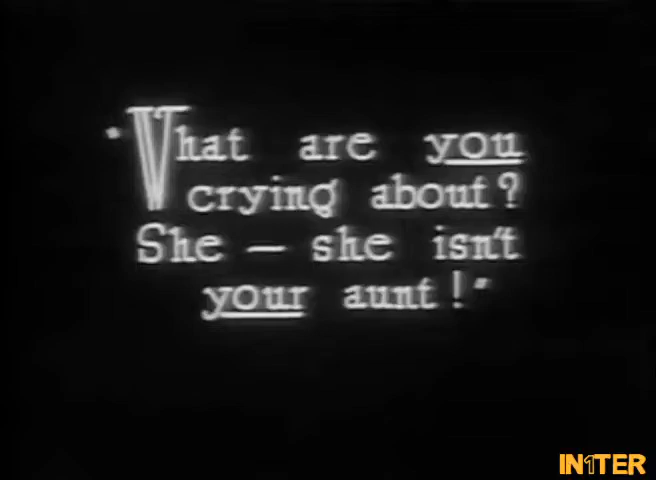 "What are you
crying about?
She — she isn't
your aunt!"
IN1TER